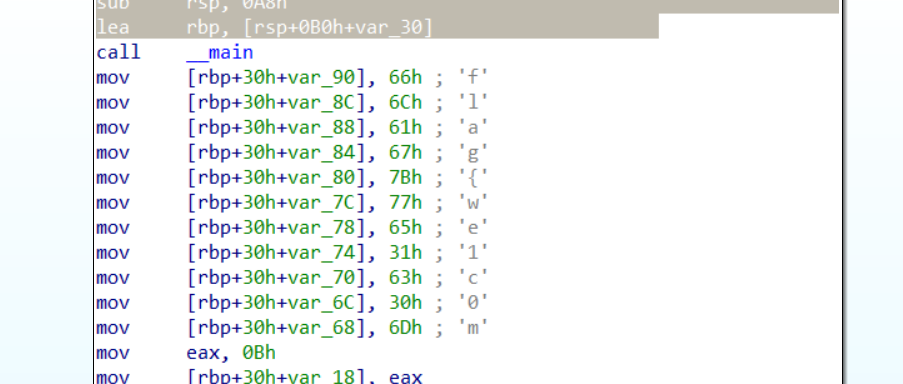 sub rsp, 0A8h
lea rbp, [rsp+0B0h+var_30]
call __main
mov [rbp+30h+var_90], 66h ; 'f'
mov [rbp+30h+var_8C], 6Ch ; 'l'
mov [rbp+30h+var_88], 61h ; 'a'
mov [rbp+30h+var_84], 67h ; 'g'
mov [rbp+30h+var_80], 7Bh ; '{'
mov [rbp+30h+var_7C], 77h ; 'w'
mov [rbp+30h+var_78], 65h ; 'e'
mov [rbp+30h+var_74], 31h ; '1'
mov [rbp+30h+var_70], 63h ; 'c'
mov [rbp+30h+var_6C], 30h ; '0'
mov [rbp+30h+var_68], 6Dh ; 'm'
mov eax, 0Bh
mov [rbp+30h+var_18], eax